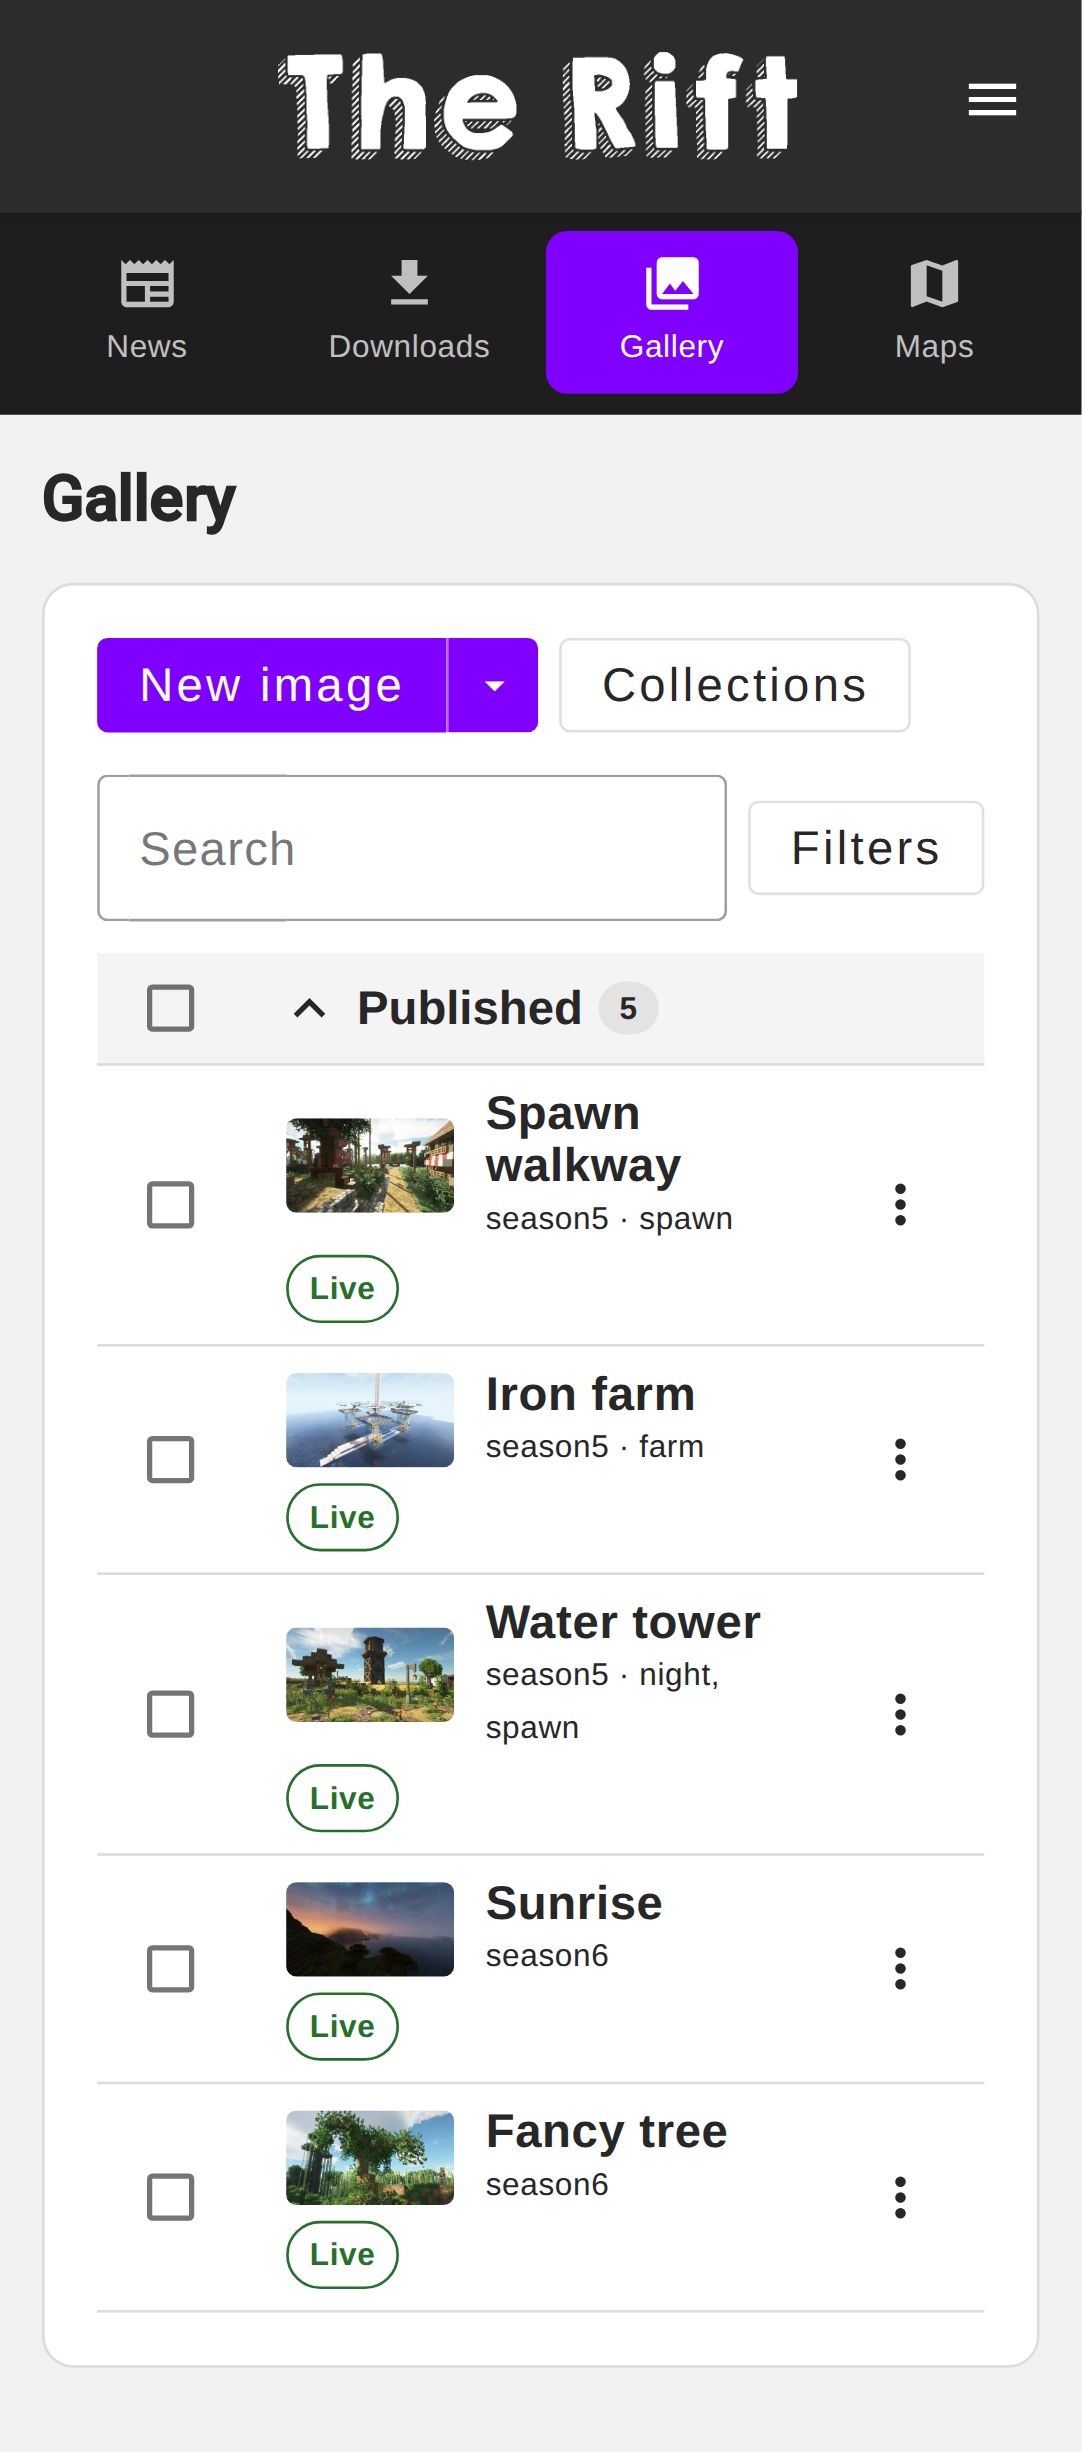 The Rift
News
Downloads
Gallery
Maps
Gallery
New image
Collections
Search
Filters
Published 5
Spawn
walkway
season5 · spawn
Live
Iron farm
season5 · farm
Live
Water tower
season5 · night,
spawn
Live
Sunrise
season6
Live
Fancy tree
season6
Live